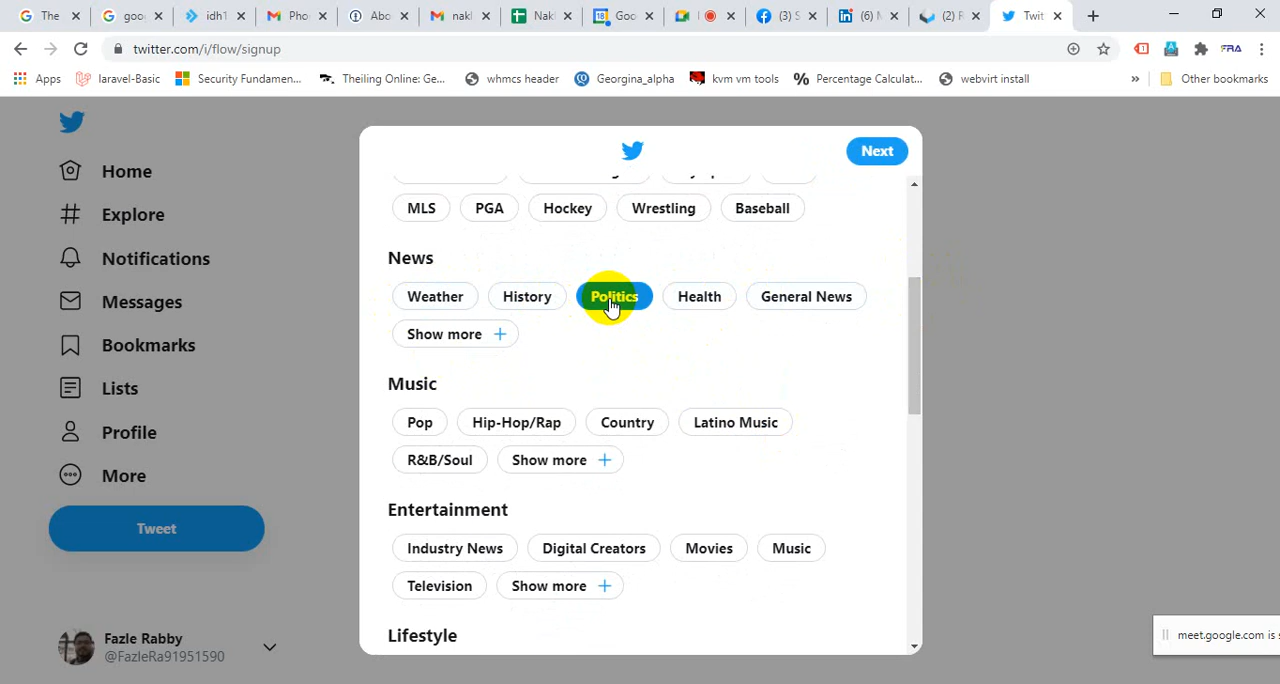 The
goo
idh1
Pho
Abo
nakl
Naki
18 Goo
(3) S
(6) N
(2) R
Twit
twitter.com/i/flow/signup
Apps
laravel-Basic
Security Fundamen...
Theiling Online: Ge...
whmcs header
Georgina_alpha
kvm vm tools
Percentage Calculat...
webvirt install
»
Other bookmarks
Home
Explore
Notifications
Messages
Bookmarks
Lists
Profile
More
Tweet
Fazle Rabby
@FazleRa91951590
Next
MLS PGA Hockey Wrestling Baseball
News
Weather History Politics Health General News
Show more +
Music
Pop Hip-Hop/Rap Country Latino Music
R&B/Soul Show more +
Entertainment
Industry News Digital Creators Movies Music
Television Show more +
Lifestyle
meet.google.com is s